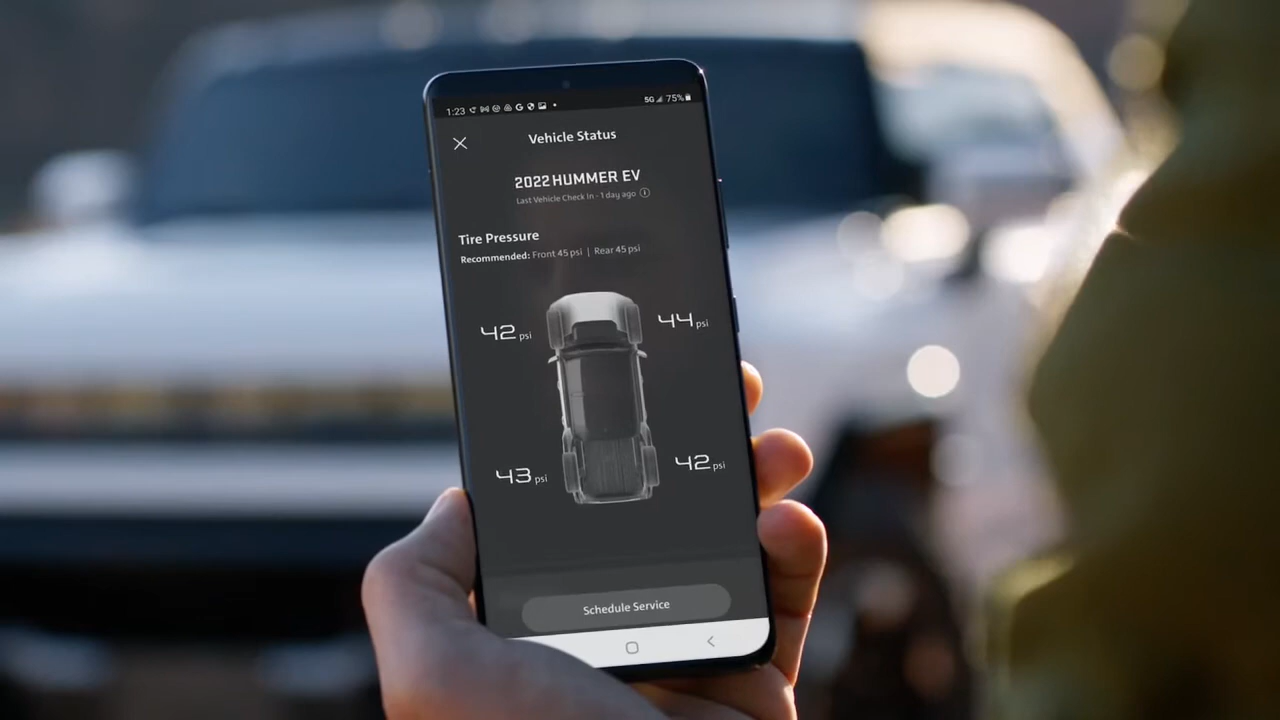 1:23
5G 75%
Vehicle Status
2022 HUMMER EV
Last Vehicle Check In - 1 day ago
Tire Pressure
Recommended: Front 45 psi | Rear 45 psi
42 psi
44 psi
43 psi
42 psi
Schedule Service